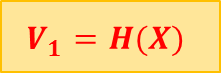 V₁ = H(X)